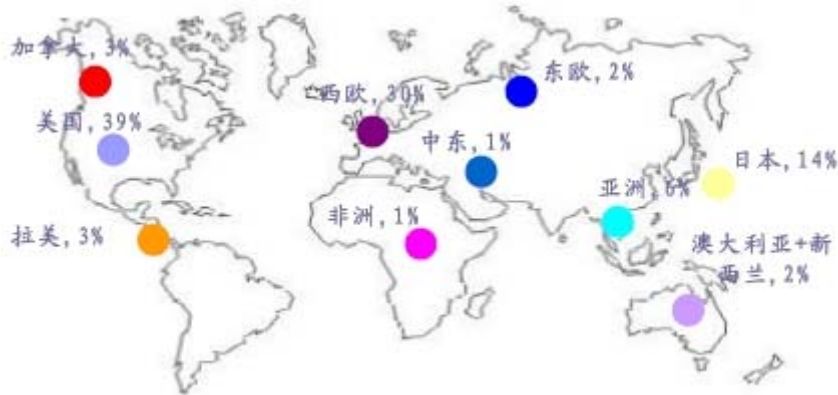 加拿大, 3%
东欧, 2%
西欧, 30%
美国, 39%
中东, 1%
日本, 14%
亚洲, 6%
非洲, 1%
拉美, 3%
澳大利亚+新
西兰, 2%